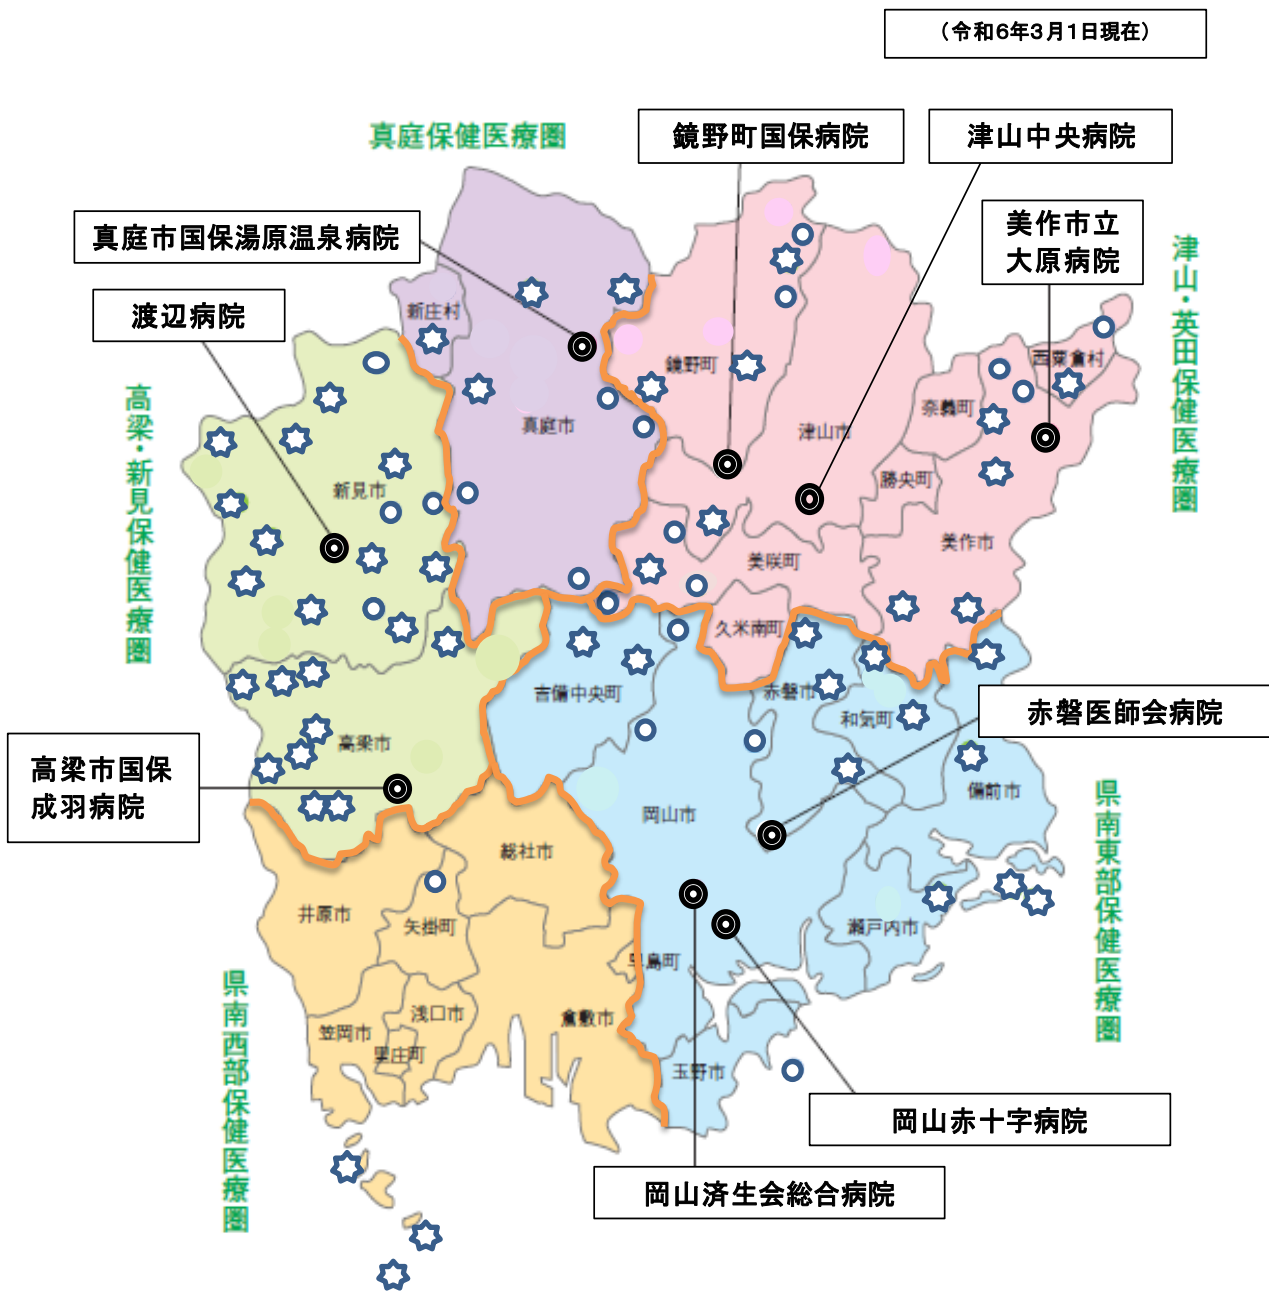 （令和６年３月１日現在）
真庭保健医療圏
鏡野町国保病院
津山中央病院
美作市立
大原病院
真庭市国保湯原温泉病院
渡辺病院
津山・英田保健医療圏
高梁・新見保健医療圏
新庄村
鏡野町
西粟倉村
奈義町
真庭市
津山市
勝央町
新見市
美作市
美咲町
久米南町
吉備中央町
赤磐市
和気町
赤磐医師会病院
高梁市
高梁市国保
成羽病院
備前市
岡山市
総社市
井原市
矢掛町
瀬戸内市
早島町
県南東部保健医療圏
県南西部保健医療圏
浅口市
倉敷市
笠岡市
里庄町
玉野市
岡山赤十字病院
岡山済生会総合病院